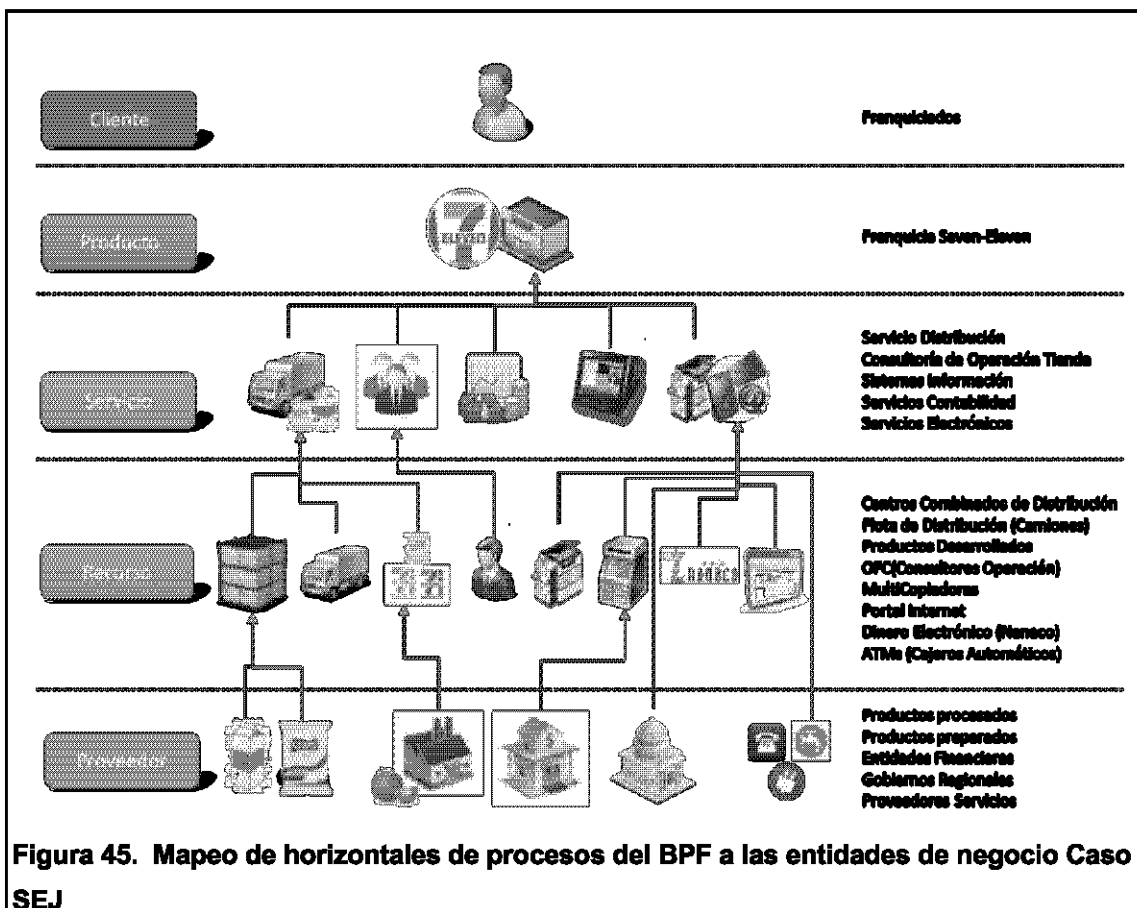 Cliente
Franquiciados
Producto
7
ELEVEN
Franquicia Seven-Eleven
Servicio
Servicio Distribución
Consultoría de Operación Tienda
Sistemas Información
Servicios Contabilidad
Servicios Electrónicos
Recurso
nanaco
Centros Combinados de Distribución
Flota de Distribución (Camiones)
Productos Desarrollados
OFC(Consultores Operación)
MultiCopiadoras
Portal Internet
Dinero Electrónico (Nanaco)
ATMs (Cajeros Automáticos)
Proveedor
Productos procesados
Productos preparados
Entidades Financieras
Gobiernos Regionales
Proveedores Servicios
Figura 45. Mapeo de horizontales de procesos del BPF a las entidades de negocio Caso
SEJ